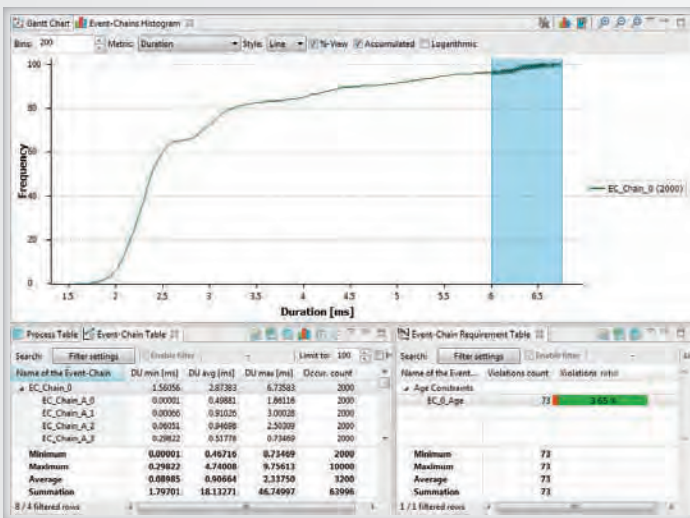 Gantt Chart Event-Chains Histogram
Bins: 200 Metric: Duration Style: Line %-View Accumulated Logarithmic
100
80
60
40
20
0
Frequency
1.5 2 2.5 3 3.5 4 4.5 5 5.5 6 6.5
Duration [ms]
EC_Chain_0 (2000)
Process Table Event-Chain Table
Search: Filter settings Enable filter - Limit to: 100
Name of the Event-Chain DU min [ms] DU avg [ms] DU max [ms] Occur. count
EC_Chain_0 1.56056 2.87383 6.73583 2000
EC_Chain_A_0 0.00001 0.49881 1.66116 2000
EC_Chain_A_1 0.00066 0.91026 3.00028 2000
EC_Chain_A_2 0.06051 0.94698 2.50309 2000
EC_Chain_A_3 0.29822 0.51776 0.73469 2000
Minimum 0.00001 0.46716 0.73469 2000
Maximum 0.29822 4.74008 9.75613 10000
Average 0.08985 0.90664 2.33750 3200
Summation 1.79701 18.13271 46.74997 63996
8 / 4 filtered rows
Event-Chain Requirement Table
Search: Filter settings Enable filter -
Name of the Event... Violations count Violations ratio
Age Constraints
EC_0_Age 73 3.65 %
Minimum 73
Maximum 73
Average 73
Summation 73
1 / 1 filtered rows